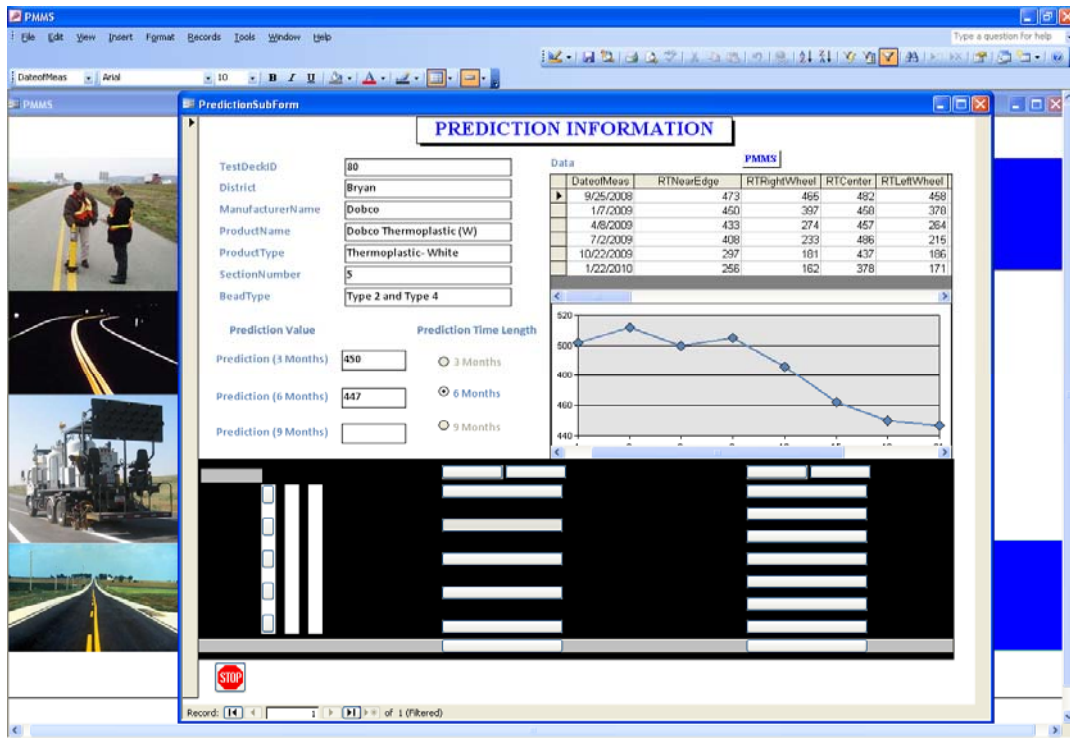 PMMS
File Edit View Insert Format Records Tools Window Help
Type a question for help
DateofMeas Arial 10 B I U A
PMMS
PredictionSubForm
PREDICTION INFORMATION
TestDeckID 80
District Bryan
ManufacturerName Dobco
ProductName Dobco Thermoplastic (W)
ProductType Thermoplastic- White
SectionNumber 5
BeadType Type 2 and Type 4
Prediction Value Prediction Time Length
Prediction (3 Months) 450 3 Months
Prediction (6 Months) 447 6 Months
Prediction (9 Months) 9 Months
Data PMMS
DateofMeas RTNearEdge RTRightWheel RTCenter RTLeftWheel
9/25/2008 473 465 482 458
1/7/2009 450 397 458 378
4/8/2009 433 274 457 264
7/2/2009 408 233 486 215
10/22/2009 297 181 437 186
1/22/2010 256 162 378 171
520
500
400
460
440
STOP
Record: 1 of 1 (Filtered)